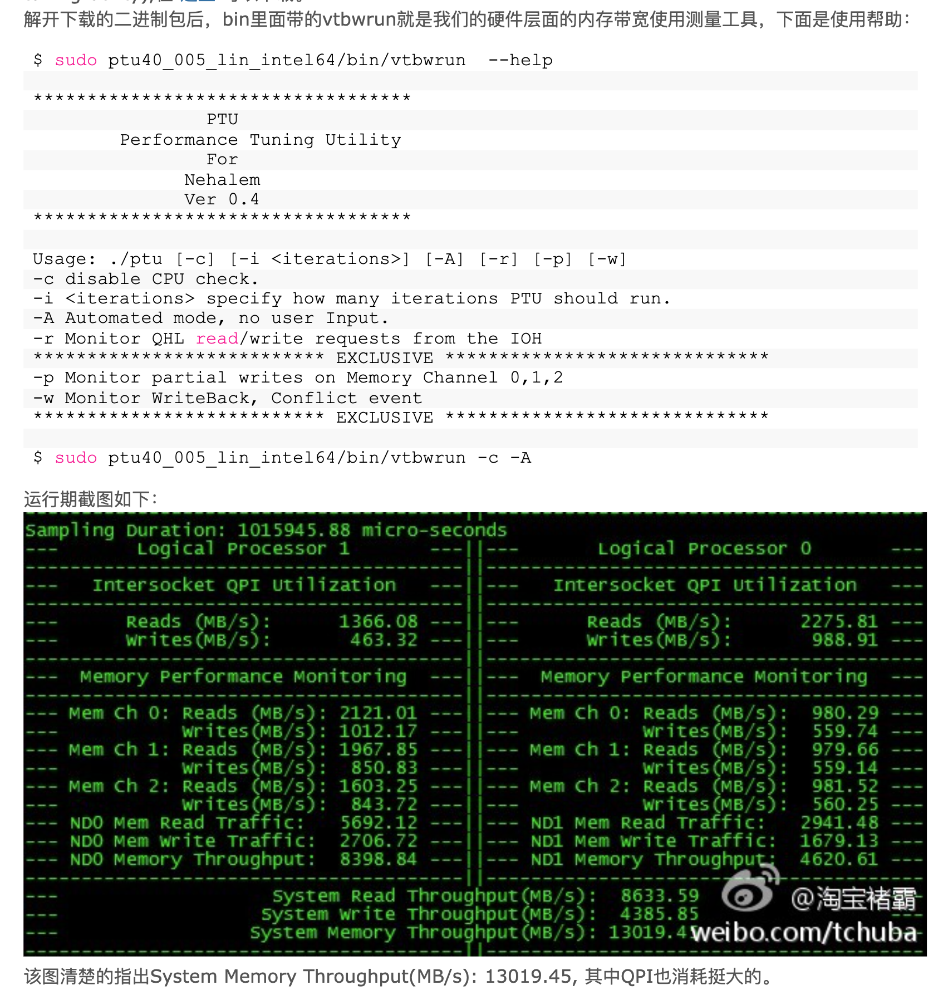 解开下载的二进制包后，bin里面带的vtbwrun就是我们的硬件层面的内存带宽使用测量工具，下面是使用帮助：
$ sudo ptu40_005_lin_intel64/bin/vtbwrun  --help
***********************************
PTU
Performance Tuning Utility
For
Nehalem
Ver 0.4
***********************************
Usage: ./ptu [-c] [-i <iterations>] [-A] [-r] [-p] [-w]
-c disable CPU check.
-i <iterations> specify how many iterations PTU should run.
-A Automated mode, no user Input.
-r Monitor QHL read/write requests from the IOH
*************************** EXCLUSIVE ******************************
-p Monitor partial writes on Memory Channel 0,1,2
-w Monitor WriteBack, Conflict event
*************************** EXCLUSIVE ******************************
$ sudo ptu40_005_lin_intel64/bin/vtbwrun -c -A
运行期截图如下：
Sampling Duration: 1015945.88 micro-seconds
--- Logical Processor 1 ---||--- Logical Processor 0 ---
--- Intersocket QPI Utilization ---||--- Intersocket QPI Utilization ---
--- Reads (MB/s): 1366.08 ---||--- Reads (MB/s): 2275.81 ---
--- Writes(MB/s): 463.32 ---||--- Writes(MB/s): 988.91 ---
--- Memory Performance Monitoring ---||--- Memory Performance Monitoring ---
--- Mem Ch 0: Reads (MB/s): 2121.01 ---||--- Mem Ch 0: Reads (MB/s): 980.29 ---
--- Writes(MB/s): 1012.17 ---||--- Writes(MB/s): 559.74 ---
--- Mem Ch 1: Reads (MB/s): 1967.85 ---||--- Mem Ch 1: Reads (MB/s): 979.66 ---
--- Writes(MB/s): 850.83 ---||--- Writes(MB/s): 559.14 ---
--- Mem Ch 2: Reads (MB/s): 1603.25 ---||--- Mem Ch 2: Reads (MB/s): 981.52 ---
--- Writes(MB/s): 843.72 ---||--- Writes(MB/s): 560.25 ---
--- ND0 Mem Read Traffic: 5692.12 ---||--- ND1 Mem Read Traffic: 2941.48 ---
--- ND0 Mem Write Traffic: 2706.72 ---||--- ND1 Mem Write Traffic: 1679.13 ---
--- ND0 Memory Throughput: 8398.84 ---||--- ND1 Memory Throughput: 4620.61 ---
--- System Read Throughput(MB/s): 8633.59
--- System Write Throughput(MB/s): 4385.85 ---
--- System Memory Throughput(MB/s): 13019.45
@淘宝褚霸
weibo.com/tchuba
该图清楚的指出System Memory Throughput(MB/s): 13019.45, 其中QPI也消耗挺大的。